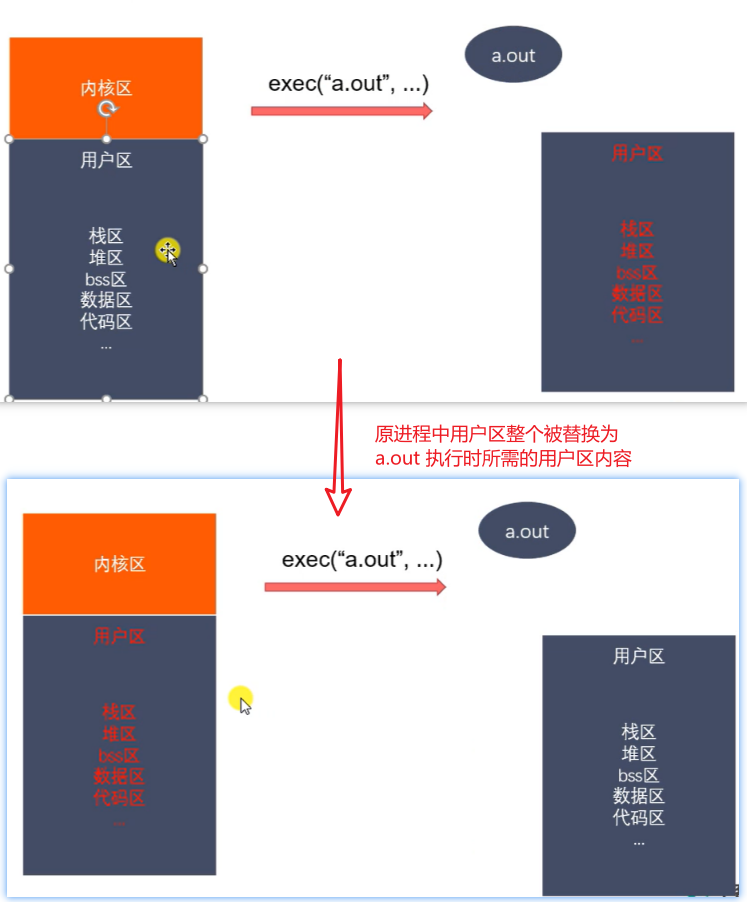 a.out
内核区
exec(“a.out”, ...)
用户区
栈区
堆区
bss区
数据区
代码区
...
用户区
栈区
堆区
bss区
数据区
代码区
...
原进程中用户区整个被替换为
a.out 执行时所需的用户区内容
a.out
内核区
exec(“a.out”, ...)
用户区
栈区
堆区
bss区
数据区
代码区
...
用户区
栈区
堆区
bss区
数据区
代码区
...